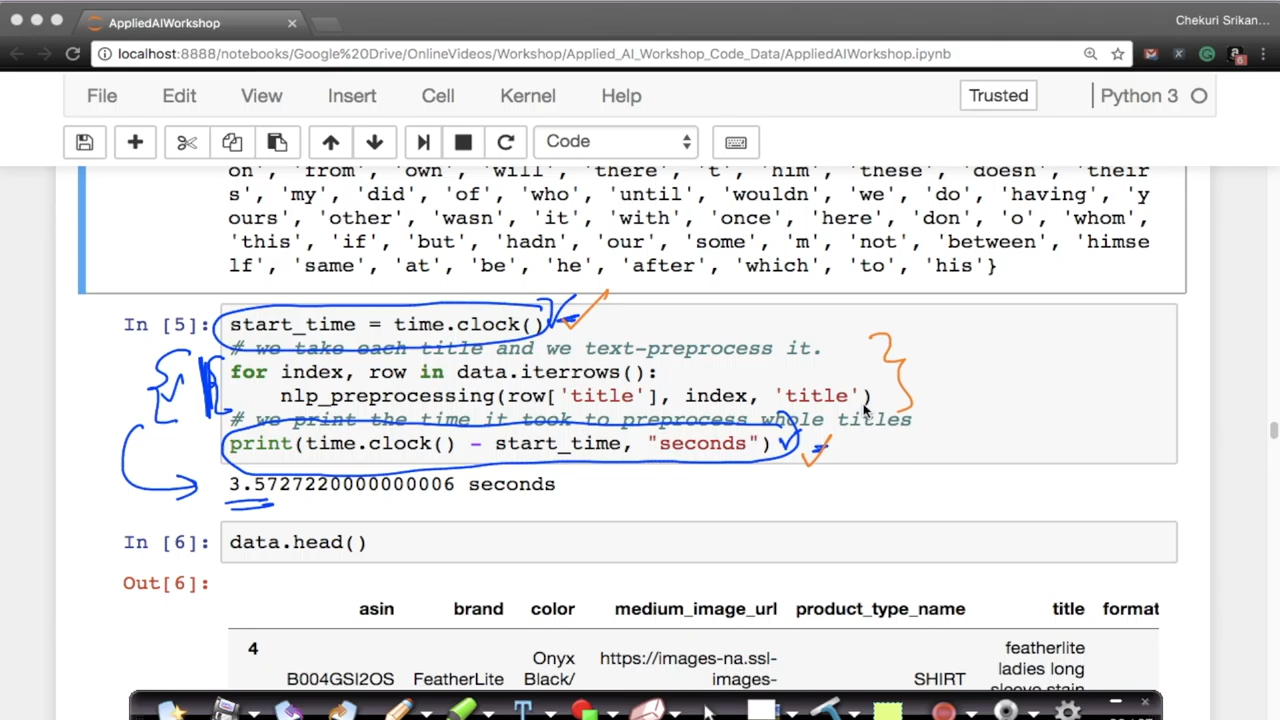 AppliedAIWorkshop
Chekuri Srikan...
localhost:8888/notebooks/Google%20Drive/OnlineVideos/Workshop/Applied_AI_Workshop_Code_Data/AppliedAIWorkshop.ipynb
6
File Edit View Insert Cell Kernel Help Trusted Python 3
Code
on', 'from', 'own', 'will', 'there', 't', 'him', 'these', 'doesn', 'their
s', 'my', 'did', 'of', 'who', 'until', 'wouldn', 'we', 'do', 'having', 'y
ours', 'other', 'wasn', 'it', 'with', 'once', 'here', 'don', 'o', 'whom',
'this', 'if', 'but', 'hadn', 'our', 'some', 'm', 'not', 'between', 'himse
lf', 'same', 'at', 'be', 'he', 'after', 'which', 'to', 'his'}
In [5]: start_time = time.clock()
# we take each title and we text-preprocess it.
for index, row in data.iterrows():
nlp_preprocessing(row['title'], index, 'title')
# we print the time it took to preprocess whole titles
print(time.clock() - start_time, "seconds")
3.5727220000000006 seconds
In [6]: data.head()
Out[6]:
asin brand color medium_image_url product_type_name title format
4 B004GSI2OS FeatherLite Onyx Black/ https://images-na.ssl-images- SHIRT featherlite ladies long sleeve stain